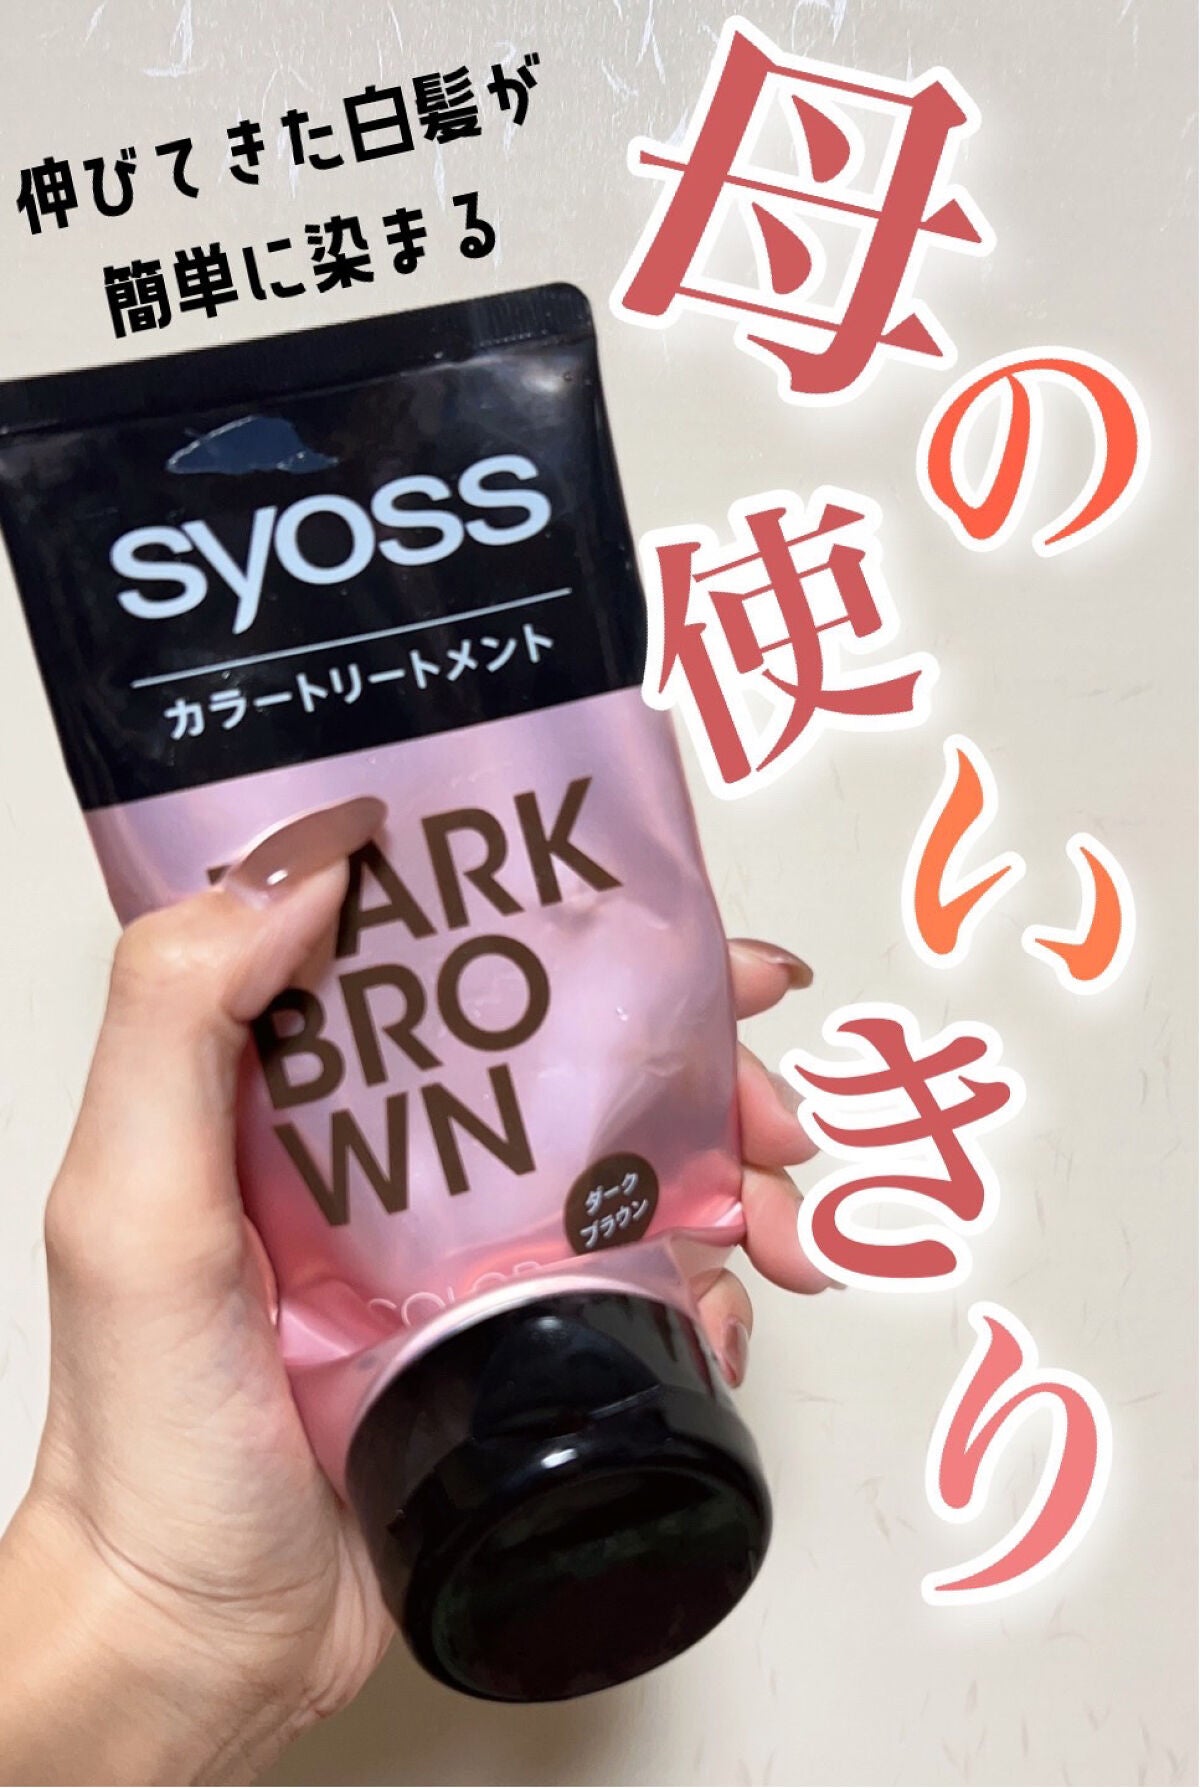 伸びてきた白髪が
簡単に染まる
母の使いきり
syoss
カラートリートメント
DARK
BRO
WN
ダーク
ブラウン
COLOR